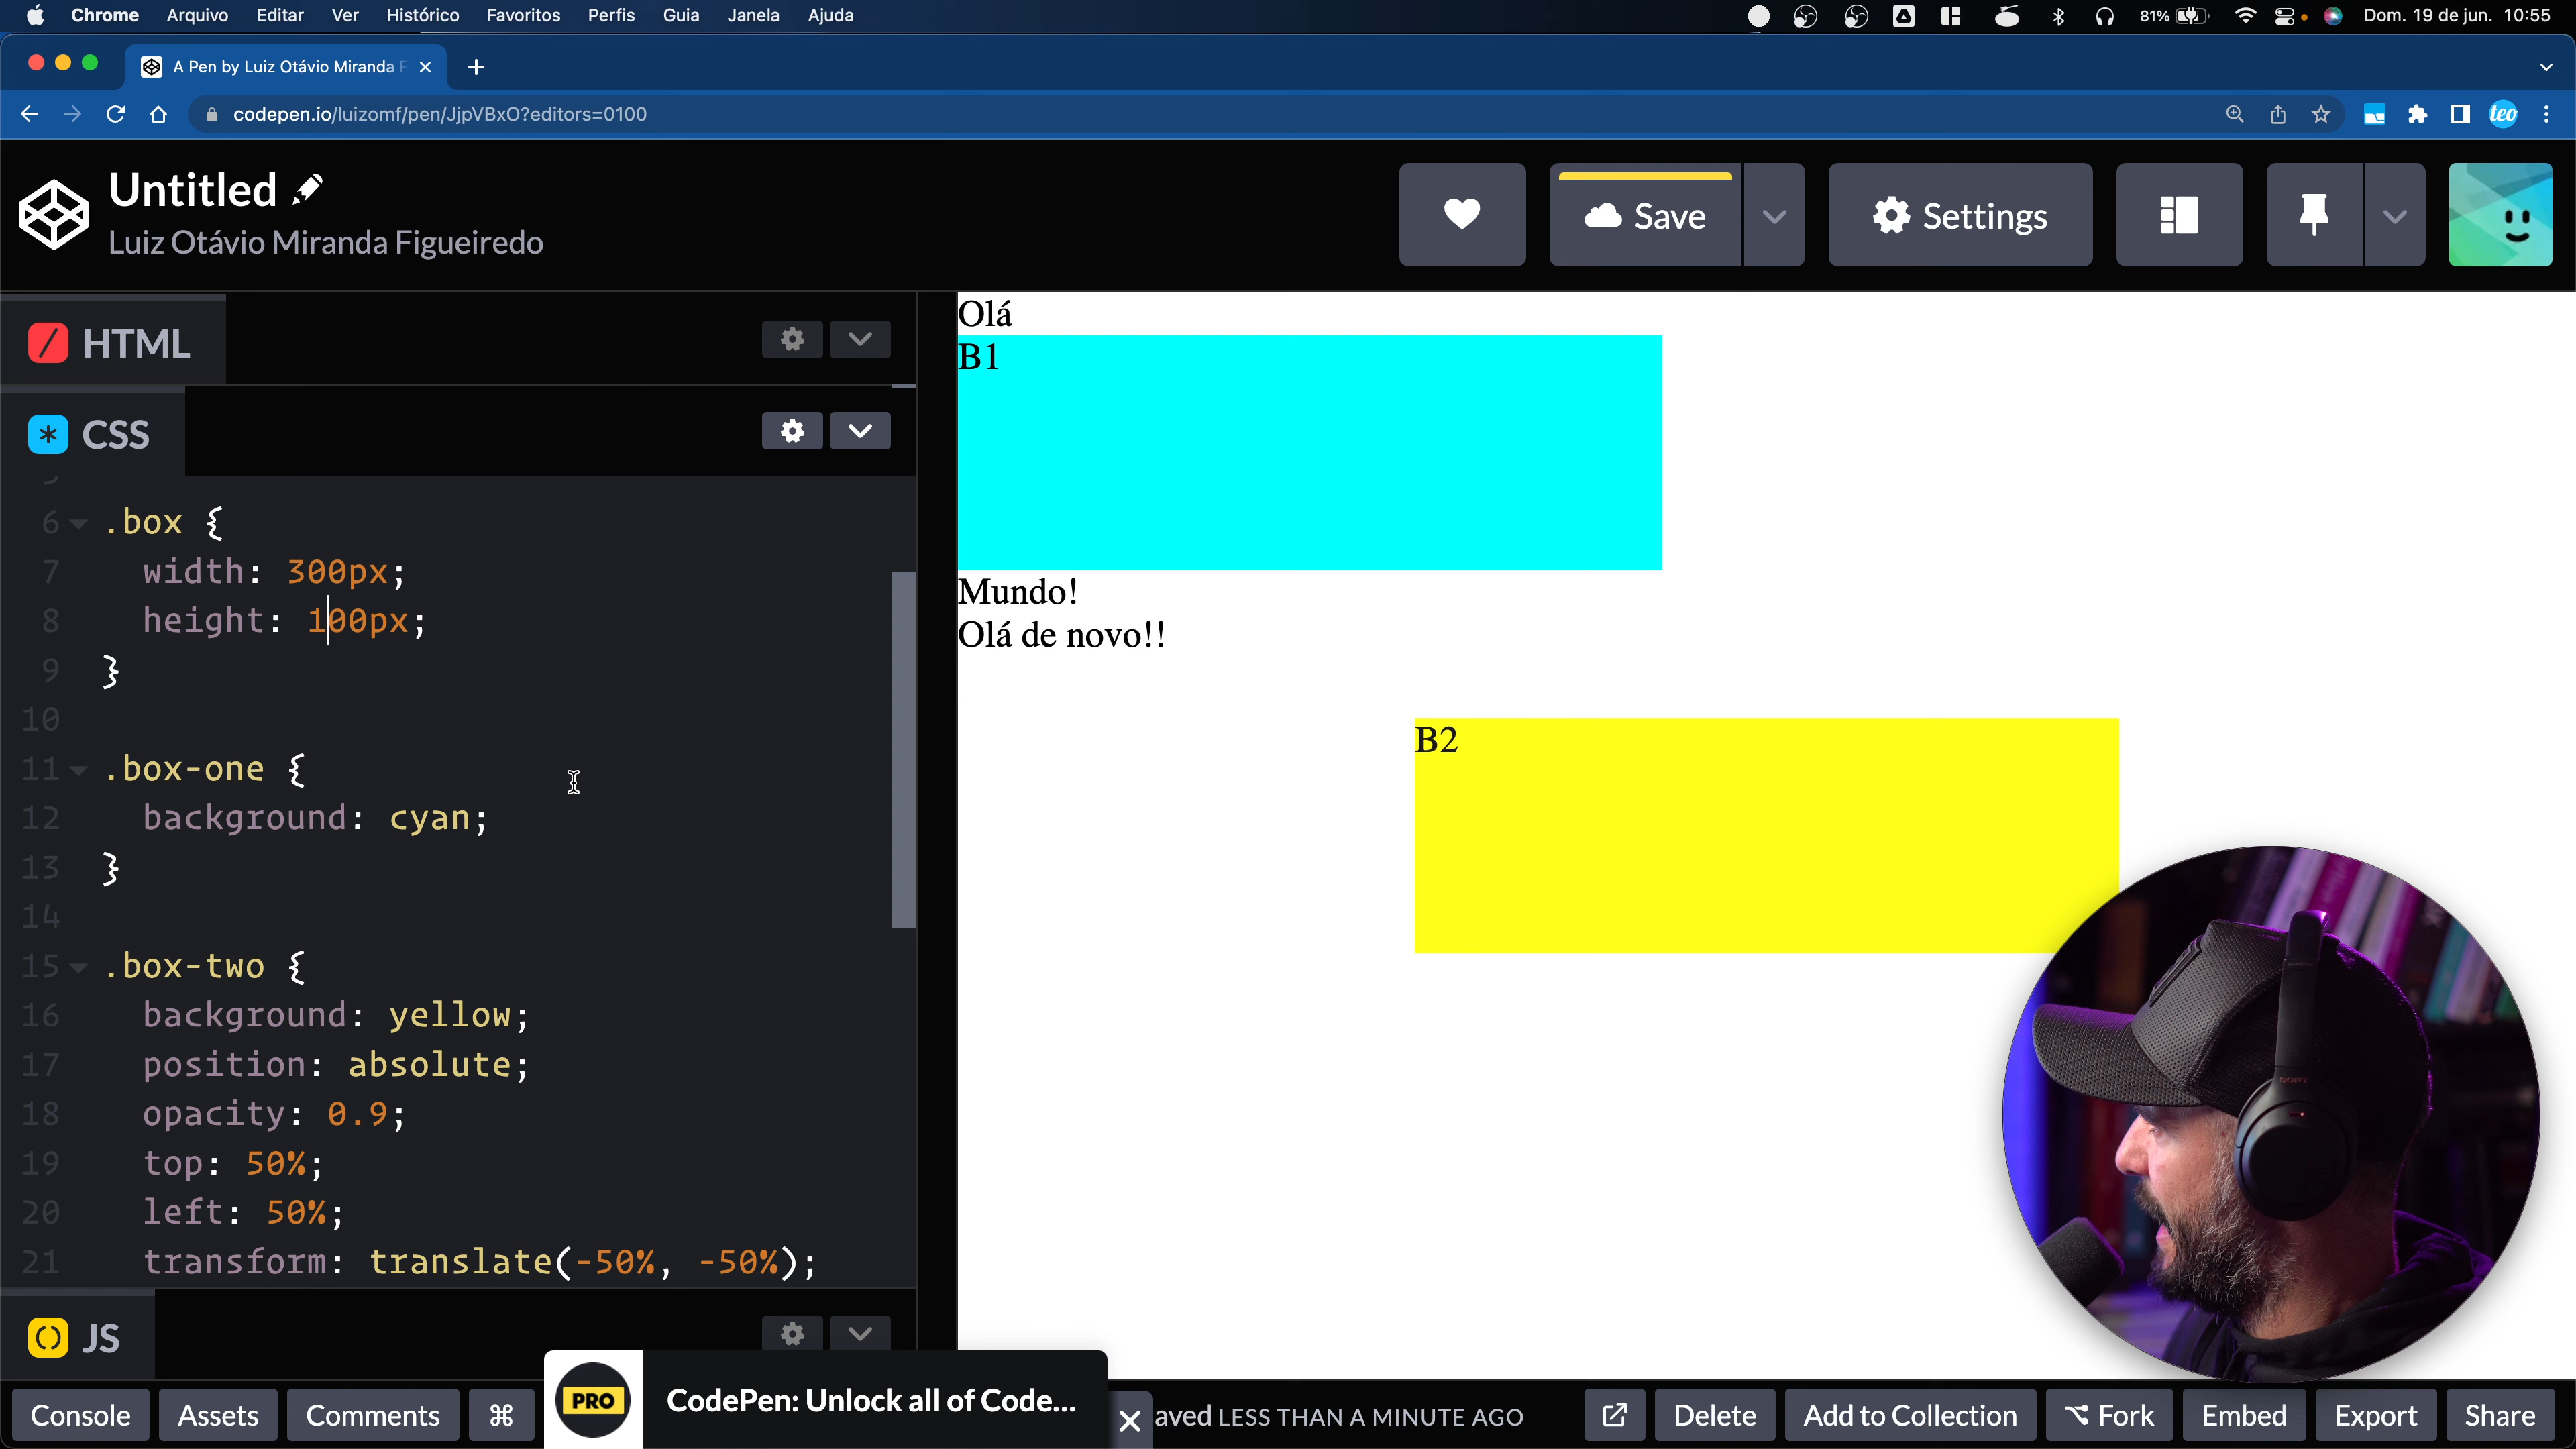 Chrome Arquivo Editar Ver Histórico Favoritos Perfis Guia Janela Ajuda 81% Dom. 19 de jun. 10:55
A Pen by Luiz Otávio Miranda F
codepen.io/luizomf/pen/JjpVBxO?editors=0100
teo
Untitled
Luiz Otávio Miranda Figueiredo
Save
Settings
HTML
CSS
6 .box {
7 width: 300px;
8 height: 100px;
9 }
10
11 .box-one {
12 background: cyan;
13 }
14
15 .box-two {
16 background: yellow;
17 position: absolute;
18 opacity: 0.9;
19 top: 50%;
20 left: 50%;
21 transform: translate(-50%, -50%);
JS
Olá
B1
Mundo!
Olá de novo!!
B2
SONY
Console Assets Comments ⌘
PRO
CodePen: Unlock all of Code...
aved LESS THAN A MINUTE AGO
Delete Add to Collection Fork Embed Export Share